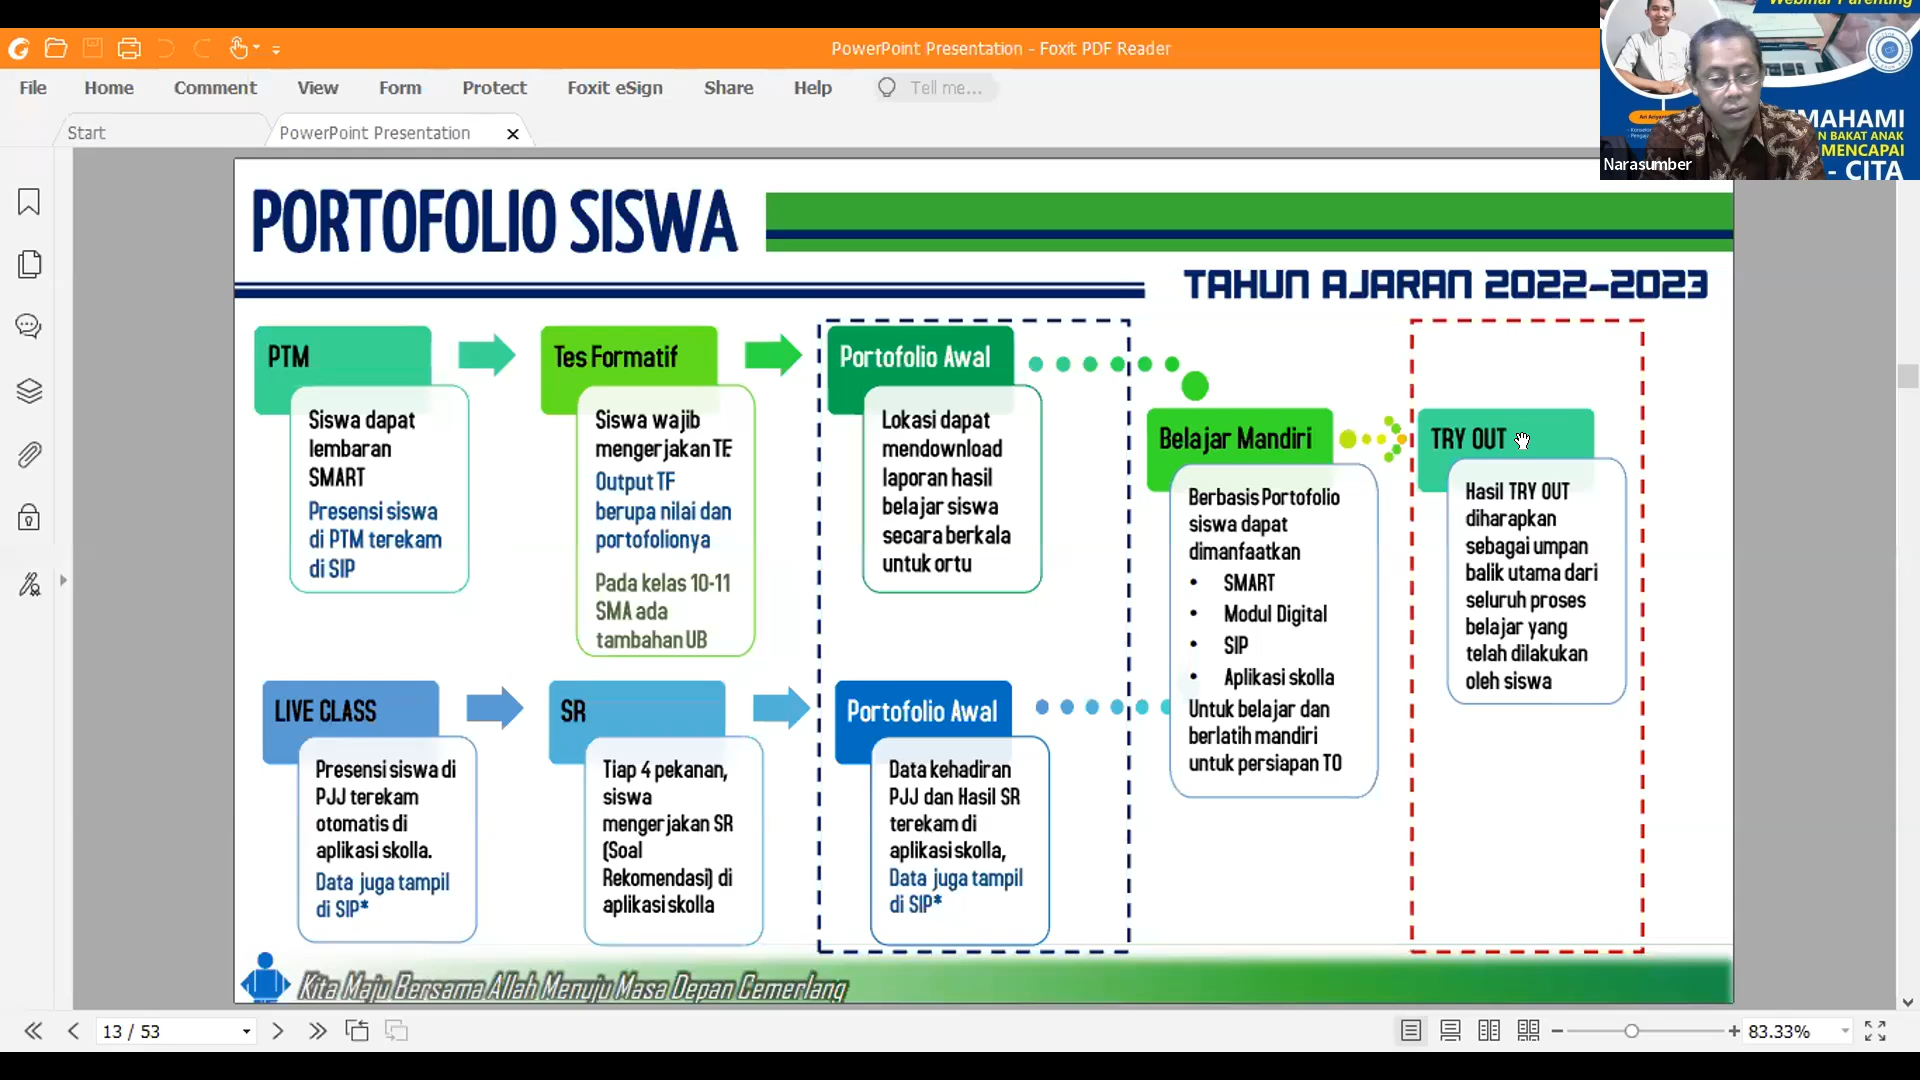 PowerPoint Presentation - Foxit PDF Reader
File Home Comment View Form Protect Foxit eSign Share Help Tell me...
Start
PowerPoint Presentation
Webinar Parenting
MAHAMI
N BAKAT ANAK
MENCAPAI
- CITA
Narasumber
PORTOFOLIO SISWA
TAHUN AJARAN 2022-2023
PTM
Siswa dapat
lembaran
SMART
Presensi siswa
di PTM terekam
di SIP
Tes Formatif
Siswa wajib
mengerjakan TF
Output TF
berupa nilai dan
portofolionya
Pada kelas 10-11
SMA ada
tambahan UB
Portofolio Awal
Lokasi dapat
mendownload
laporan hasil
belajar siswa
secara berkala
untuk ortu
Belajar Mandiri
Berbasis Portofolio
siswa dapat
dimanfaatkan
• SMART
• Modul Digital
• SIP
• Aplikasi skolla
Untuk belajar dan
berlatih mandiri
untuk persiapan TO
TRY OUT
Hasil TRY OUT
diharapkan
sebagai umpan
balik utama dari
seluruh proses
belajar yang
telah dilakukan
oleh siswa
LIVE CLASS
Presensi siswa di
PJJ terekam
otomatis di
aplikasi skolla.
Data juga tampil
di SIP*
SR
Tiap 4 pekanan,
siswa
mengerjakan SR
(Soal
Rekomendasi) di
aplikasi skolla
Portofolio Awal
Data kehadiran
PJJ dan Hasil SR
terekam di
aplikasi skolla,
Data juga tampil
di SIP*
Kita Maju Bersama Allah Menuju Masa Depan Cemerlang
13 / 53
83.33%